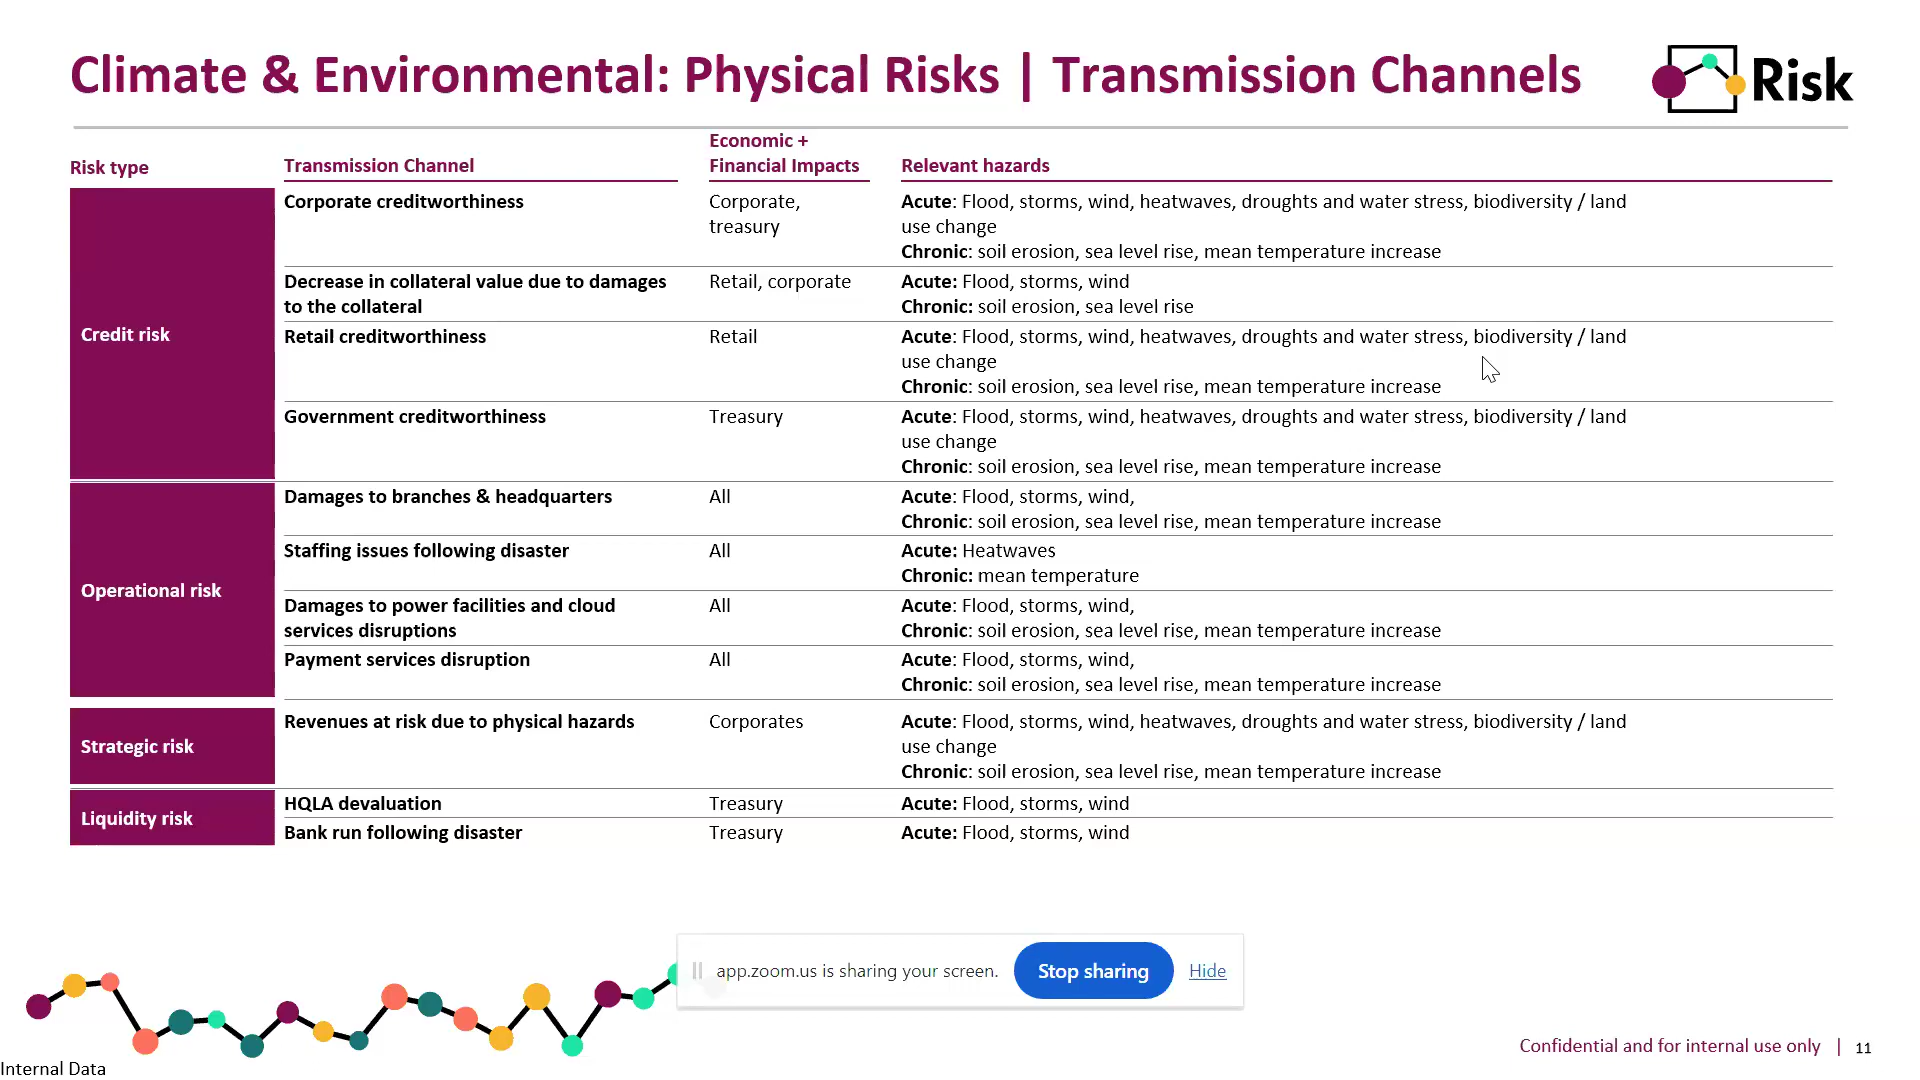 Climate & Environmental: Physical Risks | Transmission Channels
Risk
Risk type
Transmission Channel
Economic +
Financial Impacts
Relevant hazards
Credit risk
Corporate creditworthiness
Corporate,
treasury
Acute: Flood, storms, wind, heatwaves, droughts and water stress, biodiversity / land
use change
Chronic: soil erosion, sea level rise, mean temperature increase
Decrease in collateral value due to damages
to the collateral
Retail, corporate
Acute: Flood, storms, wind
Chronic: soil erosion, sea level rise
Retail creditworthiness
Retail
Acute: Flood, storms, wind, heatwaves, droughts and water stress, biodiversity / land
use change
Chronic: soil erosion, sea level rise, mean temperature increase
Government creditworthiness
Treasury
Acute: Flood, storms, wind, heatwaves, droughts and water stress, biodiversity / land
use change
Chronic: soil erosion, sea level rise, mean temperature increase
Operational risk
Damages to branches & headquarters
All
Acute: Flood, storms, wind,
Chronic: soil erosion, sea level rise, mean temperature increase
Staffing issues following disaster
All
Acute: Heatwaves
Chronic: mean temperature
Damages to power facilities and cloud
services disruptions
All
Acute: Flood, storms, wind,
Chronic: soil erosion, sea level rise, mean temperature increase
Payment services disruption
All
Acute: Flood, storms, wind,
Chronic: soil erosion, sea level rise, mean temperature increase
Strategic risk
Revenues at risk due to physical hazards
Corporates
Acute: Flood, storms, wind, heatwaves, droughts and water stress, biodiversity / land
use change
Chronic: soil erosion, sea level rise, mean temperature increase
Liquidity risk
HQLA devaluation
Treasury
Acute: Flood, storms, wind
Bank run following disaster
Treasury
Acute: Flood, storms, wind
app.zoom.us is sharing your screen.
Stop sharing
Hide
Confidential and for internal use only | 11
Internal Data